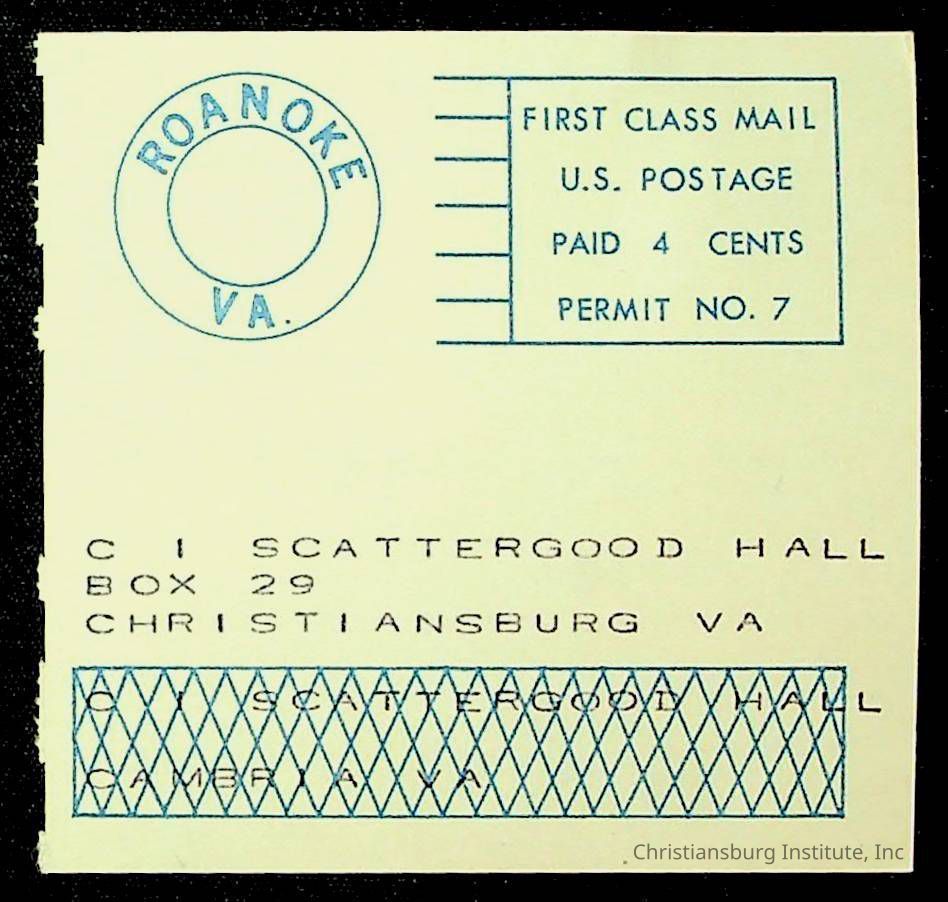 ROANOKE
VA.
FIRST CLASS MAIL
U.S. POSTAGE
PAID 4 CENTS
PERMIT NO. 7
C I SCATTERGOOD HALL
BOX 29
CHRISTIANSBURG VA
C I SCATTERGOOD HALL
CAMBRIA VA
Christiansburg Institute, Inc